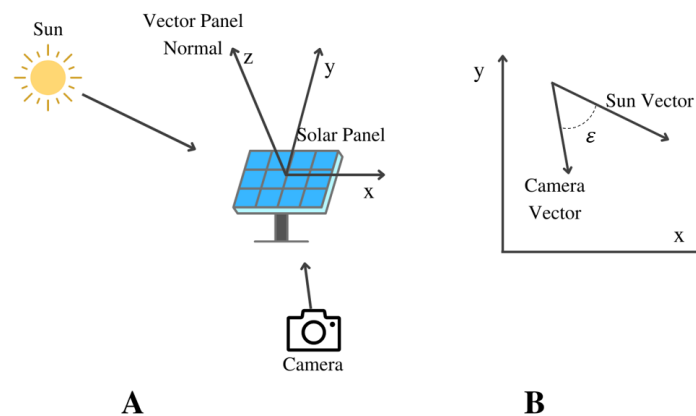 Sun
Vector Panel
Normal
z
y
Solar Panel
x
Camera
A
y
Sun Vector
ε
Camera
Vector
x
B